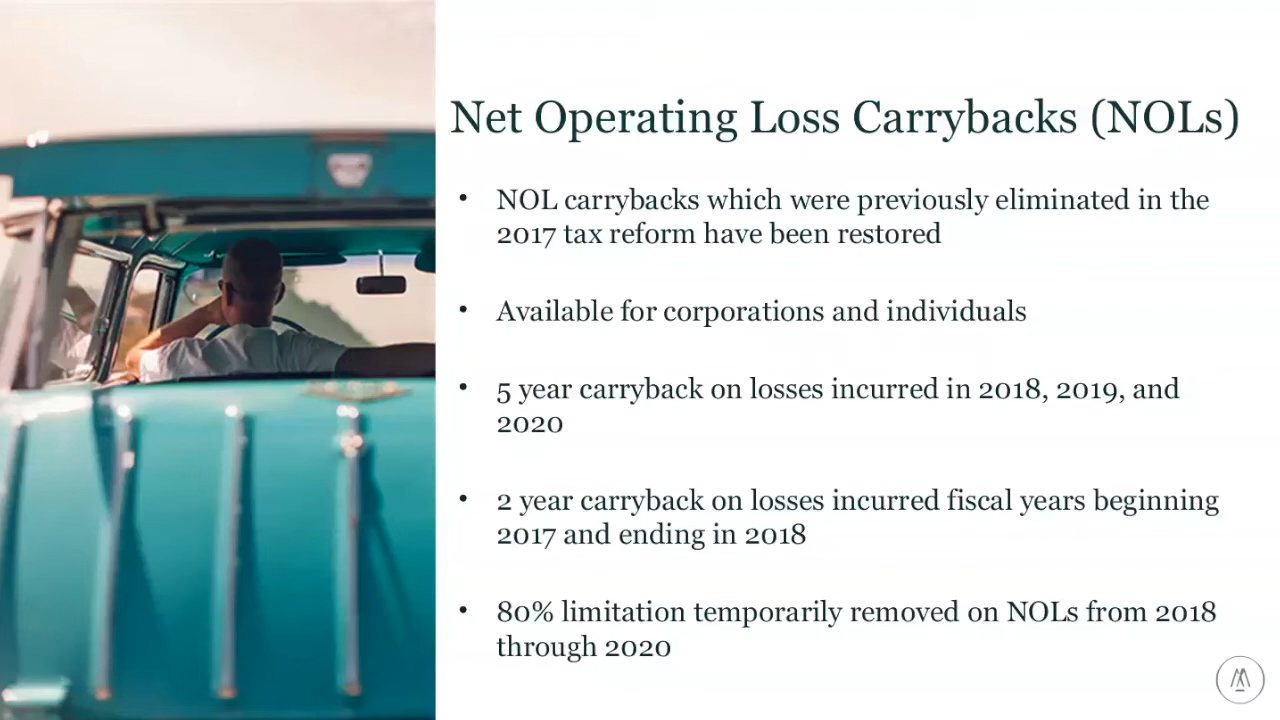 Net Operating Loss Carrybacks (NOLs)
• NOL carrybacks which were previously eliminated in the
2017 tax reform have been restored
• Available for corporations and individuals
• 5 year carryback on losses incurred in 2018, 2019, and
2020
• 2 year carryback on losses incurred fiscal years beginning
2017 and ending in 2018
• 80% limitation temporarily removed on NOLs from 2018
through 2020